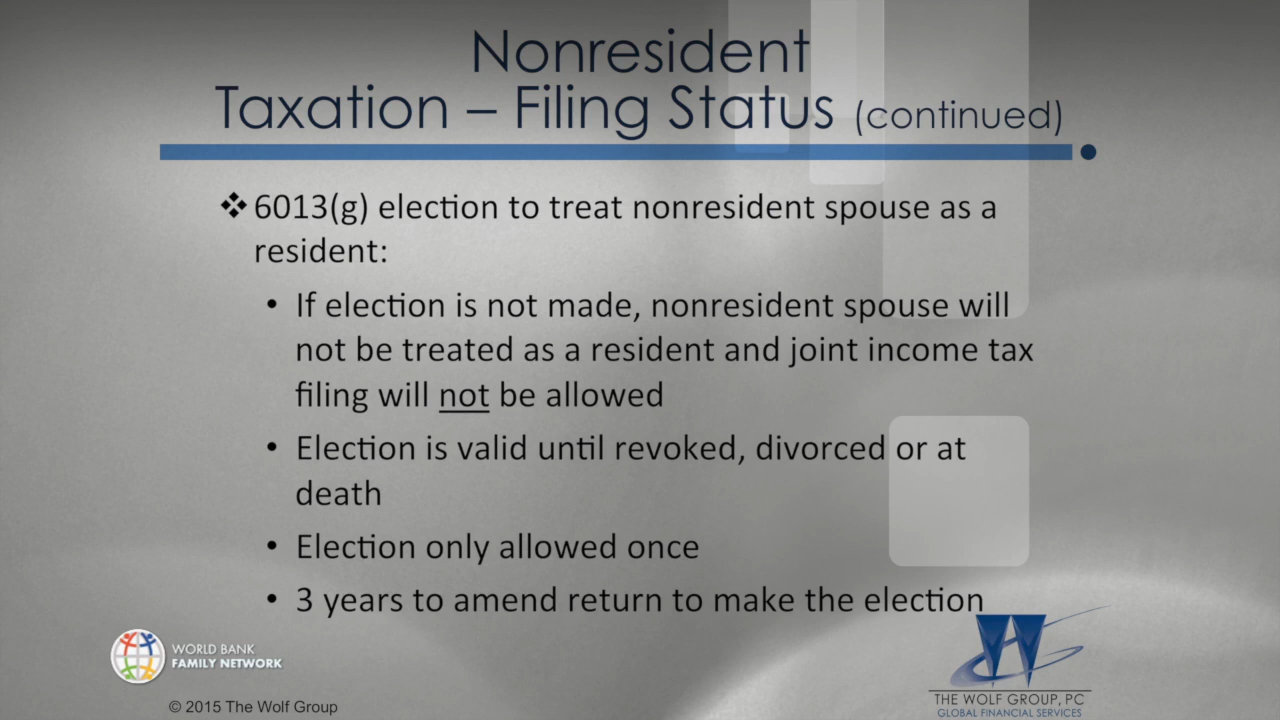 Nonresident
Taxation – Filing Status (continued)
❖ 6013(g) election to treat nonresident spouse as a
resident:
• If election is not made, nonresident spouse will
not be treated as a resident and joint income tax
filing will not be allowed
• Election is valid until revoked, divorced or at
death
• Election only allowed once
• 3 years to amend return to make the election
WORLD BANK
FAMILY NETWORK
© 2015 The Wolf Group
W
THE WOLF GROUP, PC
GLOBAL FINANCIAL SERVICES